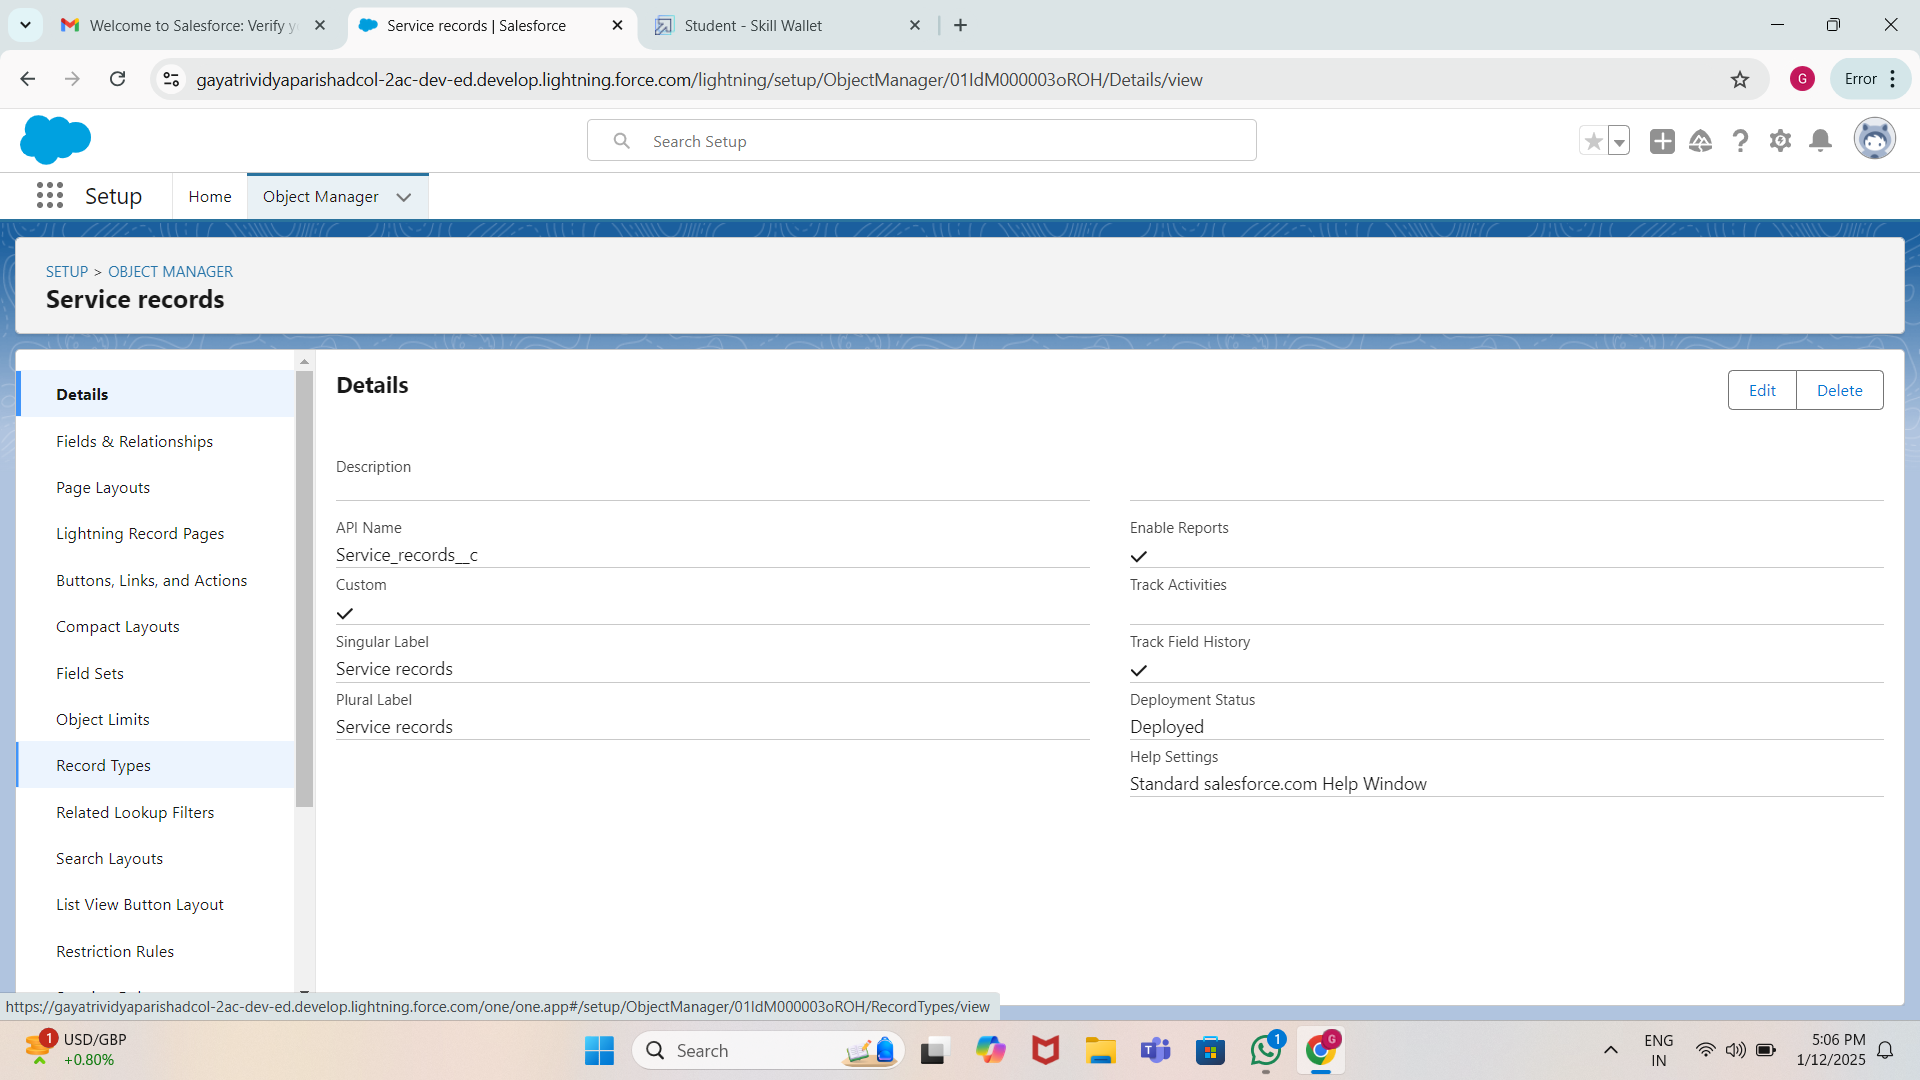 Welcome to Salesforce: Verify y
Service records | Salesforce
Student - Skill Wallet
gayatrividyaparishadcol-2ac-dev-ed.develop.lightning.force.com/lightning/setup/ObjectManager/01IdM000003oROH/Details/view
G
Error
Search Setup
Setup
Home
Object Manager
SETUP > OBJECT MANAGER
Service records
Details
Fields & Relationships
Page Layouts
Lightning Record Pages
Buttons, Links, and Actions
Compact Layouts
Field Sets
Object Limits
Record Types
Related Lookup Filters
Search Layouts
List View Button Layout
Restriction Rules
Details
Edit
Delete
Description
API Name
Service_records__c
Custom
Singular Label
Service records
Plural Label
Service records
Enable Reports
Track Activities
Track Field History
Deployment Status
Deployed
Help Settings
Standard salesforce.com Help Window
https://gayatrividyaparishadcol-2ac-dev-ed.develop.lightning.force.com/one/one.app#/setup/ObjectManager/01IdM000003oROH/RecordTypes/view
1
USD/GBP
+0.80%
Search
1
G
ENG
IN
5:06 PM
1/12/2025